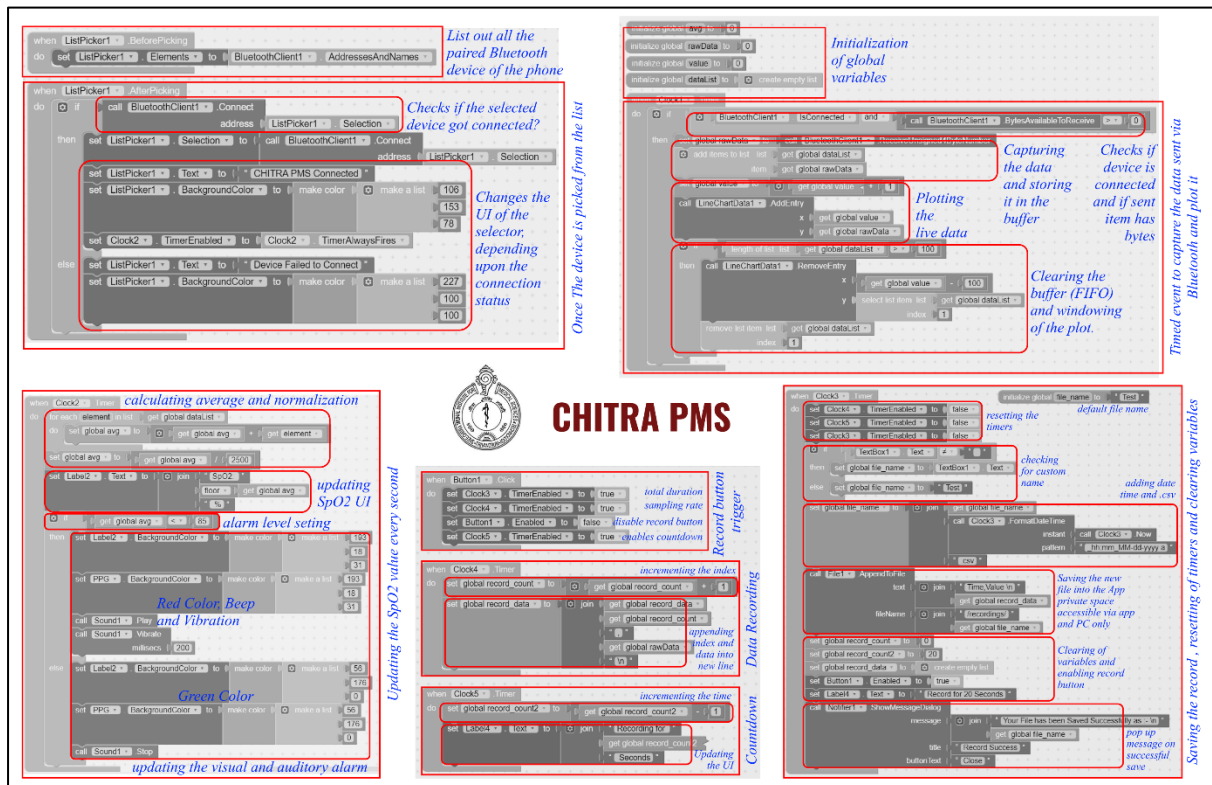 when ListPicker1 .BeforePicking
do set ListPicker1 . Elements to BluetoothClient1 . AddressesAndNames
List out all the
paired Bluetooth
device of the phone
when ListPicker1 .AfterPicking
do if call BluetoothClient1 .Connect
address ListPicker1 . Selection
Checks if the selected
device got connected?
then set ListPicker1 . Selection to call BluetoothClient1 .Connect
address ListPicker1 . Selection
set ListPicker1 . Text to " CHITRA PMS Connected "
set ListPicker1 . BackgroundColor to make color make a list 106
153
78
set Clock2 . TimerEnabled to Clock2 . TimerAlwaysFires
else set ListPicker1 . Text to " Device Failed to Connect "
set ListPicker1 . BackgroundColor to make color make a list 227
100
100
Changes the
UI of the
selector,
depending
upon the
connection
status
Once The device is picked from the list
initialize global avg to 0
initialize global rawData to 0
initialize global value to 0
initialize global dataList to create empty list
Initialization
of global
variables
do if BluetoothClient1 . IsConnected and call BluetoothClient1 . BytesAvailableToReceive > 0
then global rawData to call BluetoothClient1 .ReceiveUnsigned1ByteNumber
add items to list list get global dataList
item get global rawData
Capturing
the data
and storing
it in the
buffer
Checks if
device is
connected
and if sent
item has
bytes
global value to get global value + 1
call LineChartData1 .AddEntry
x get global value
y get global rawData
Plotting
the
live data
if length of list list get global dataList > 100
then call LineChartData1 .RemoveEntry
x get global value - 100
y select list item list get global dataList
index 1
remove list item list get global dataList
index 1
Clearing the
buffer (FIFO)
and windowing
of the plot.
Timed event to capture the data sent via
Bluetooth and plot it
when Clock2 .Timer
calculating average and normalization
do for each element in list get global dataList
do set global avg to get global avg + get element
set global avg to get global avg / 2500
set Label2 . Text to join " SpO2: "
floor get global avg
" % "
updating
SpO2 UI
if get global avg < 85
alarm level seting
then set Label2 . BackgroundColor to make color make a list 193
18
31
set PPG . BackgroundColor to make color make a list 193
18
31
Red Color, Beep
and Vibration
call Sound1 .Play
call Sound1 .Vibrate
millisecs 200
else set Label2 . BackgroundColor to make color make a list 56
176
0
Green Color
set PPG . BackgroundColor to make color make a list 56
176
0
call Sound1 .Stop
updating the visual and auditory alarm
Updating the SpO2 value every second
CHITRA PMS
when Button1 .Click
do set Clock3 . TimerEnabled to true
total duration
set Clock4 . TimerEnabled to true
sampling rate
set Button1 . Enabled to false
disable record button
set Clock5 . TimerEnabled to true
enables countdown
Record button
trigger
when Clock4 .Timer
incrementing the index
do set global record_count to get global record_count + 1
set global record_data to join get global record_data
get global record_count
" , "
get global rawData
" \n "
appending
index and
data into
new line
Data Recording
when Clock5 .Timer
incrementing the time
do set global record_count2 to get global record_count2 - 1
set Label4 . Text to join " Recording for "
get global record_count2
" Seconds "
Updating
the UI
Countdown
when Clock3 .Timer
initialize global file_name to " Test "
default file name
do set Clock4 . TimerEnabled to false
set Clock5 . TimerEnabled to false
set Clock3 . TimerEnabled to false
resetting the
timers
if TextBox1 . Text ≠ " "
then set global file_name to TextBox1 . Text
else set global file_name to " Test "
checking
for custom
name
adding date
time and .csv
set global file_name to join get global file_name
call Clock3 .FormatDateTime
instant call Clock3 .Now
pattern " _hh:mm_MM-dd-yyyy a "
" .csv "
call File1 .AppendToFile
text join " Time,Value \n "
get global record_data
fileName join " /recordings/ "
get global file_name
Saving the new
file into the App
private space
accessible via app
and PC only
set global record_count to 0
set global record_count2 to 20
set global record_data to create empty list
set Button1 . Enabled to true
set Label4 . Text to " Record for 20 Seconds "
Clearing of
variables and
enabling record
button
call Notifier1 .ShowMessageDialog
message join " Your File has been Saved Successfully as :- \n "
get global file_name
title " Record Success "
buttonText " Close "
pop up
message on
successful
save
Saving the record , resetting of timers and clearing variables